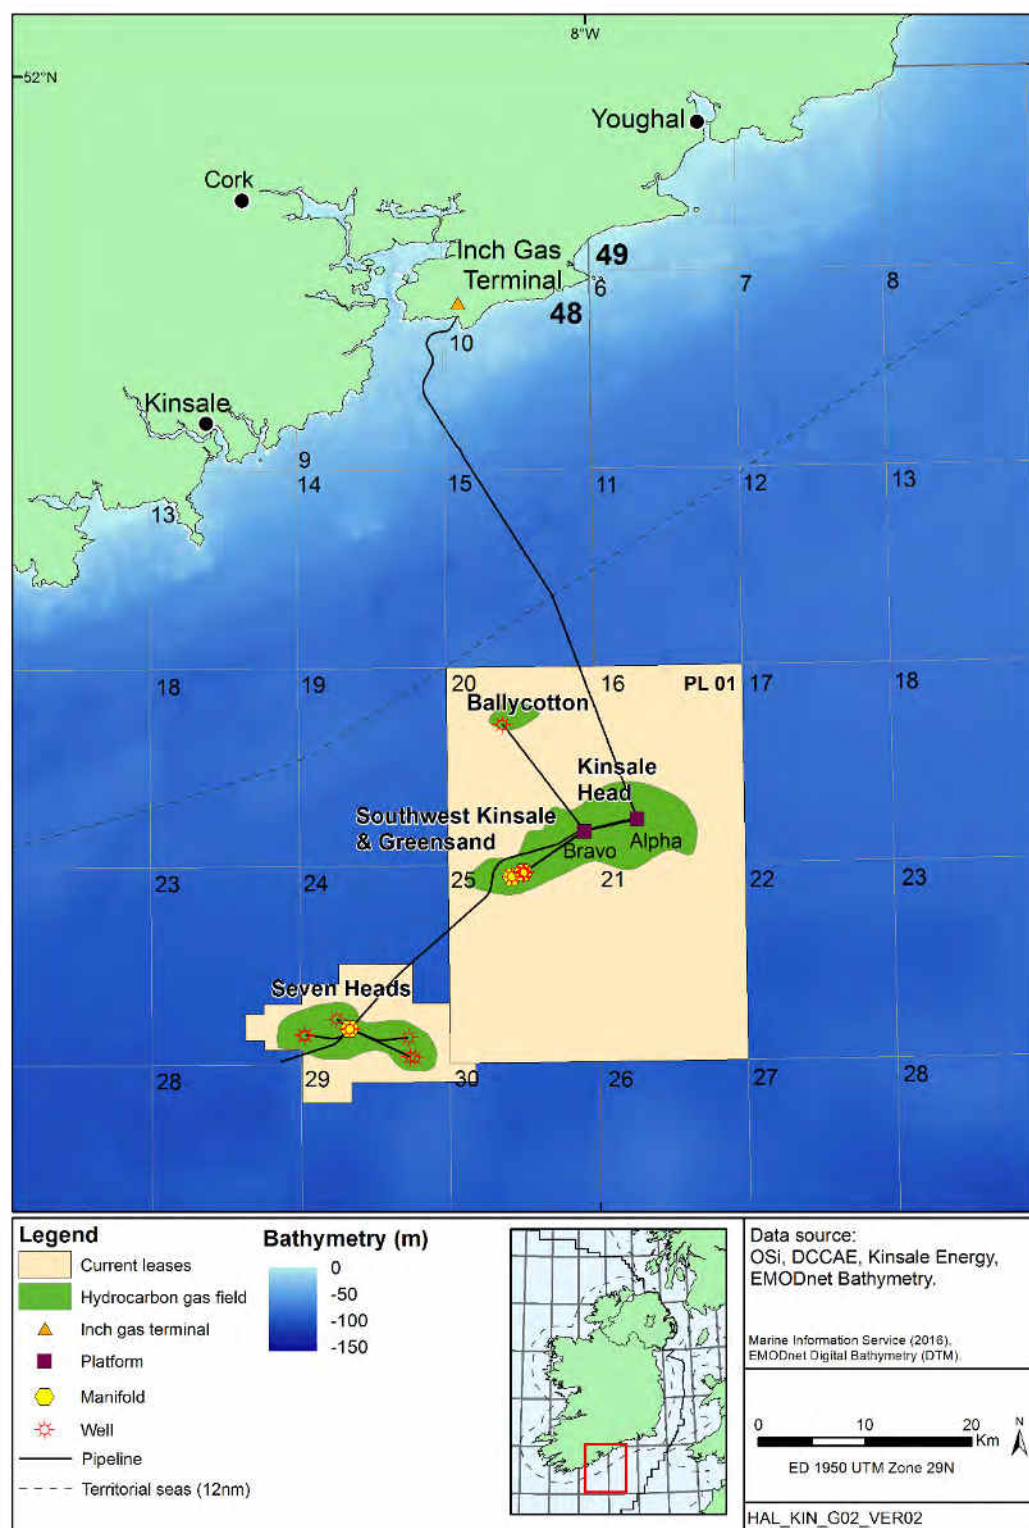 8°W
52°N
Youghal
Cork
Inch Gas
Terminal
49
6
7
8
48
10
Kinsale
9
14
15
11
12
13
13
18
19
20
16
PL 01
17
18
Ballycotton
Kinsale
Head
Southwest Kinsale
& Greensand
Bravo
Alpha
23
24
25
21
22
23
Seven Heads
28
29
30
26
27
28
Legend
Current leases
Hydrocarbon gas field
Inch gas terminal
Platform
Manifold
Well
Pipeline
Territorial seas (12nm)
Bathymetry (m)
0
-50
-100
-150
Data source:
OSi, DCCAE, Kinsale Energy,
EMODnet Bathymetry.
Marine Information Service (2016),
EMODnet Digital Bathymetry (DTM).
0 10 20
Km
N
ED 1950 UTM Zone 29N
HAL_KIN_G02_VER02